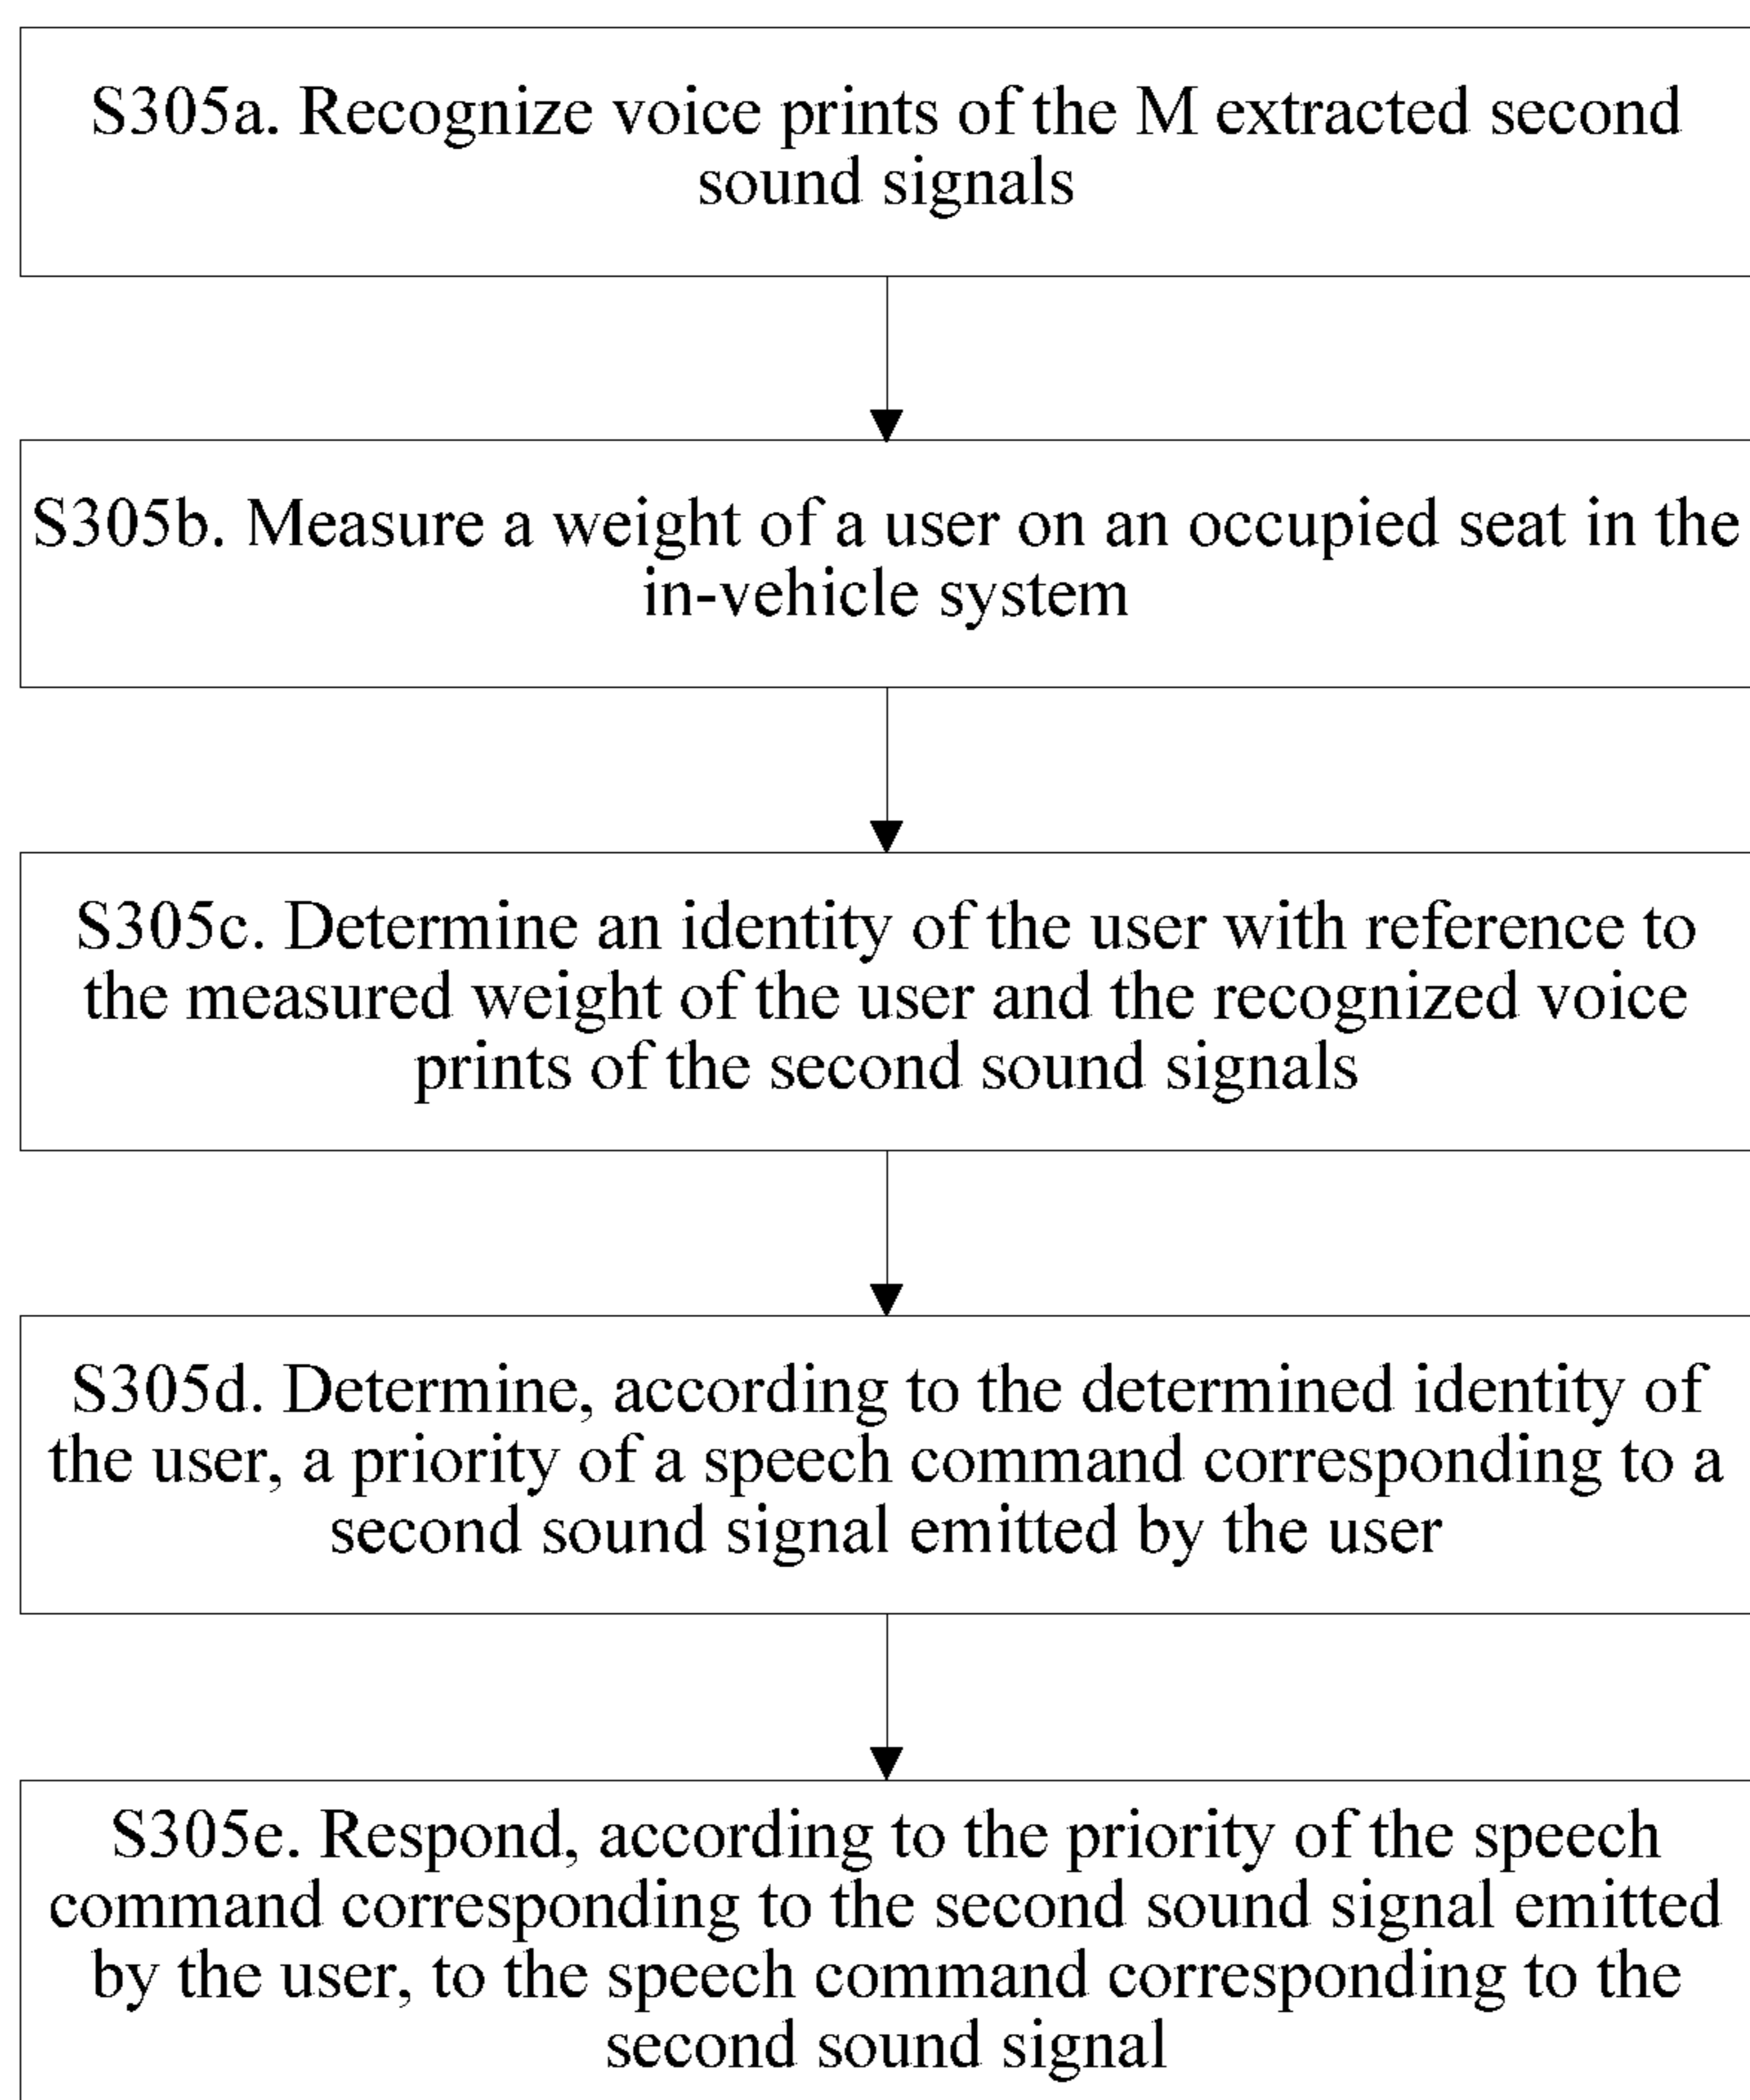 S305a. Recognize voice prints of the M extracted second
sound signals
S305b. Measure a weight of a user on an occupied seat in the
in-vehicle system
S305c. Determine an identity of the user with reference to
the measured weight of the user and the recognized voice
prints of the second sound signals
S305d. Determine, according to the determined identity of
the user, a priority of a speech command corresponding to a
second sound signal emitted by the user
S305e. Respond, according to the priority of the speech
command corresponding to the second sound signal emitted
by the user, to the speech command corresponding to the
second sound signal